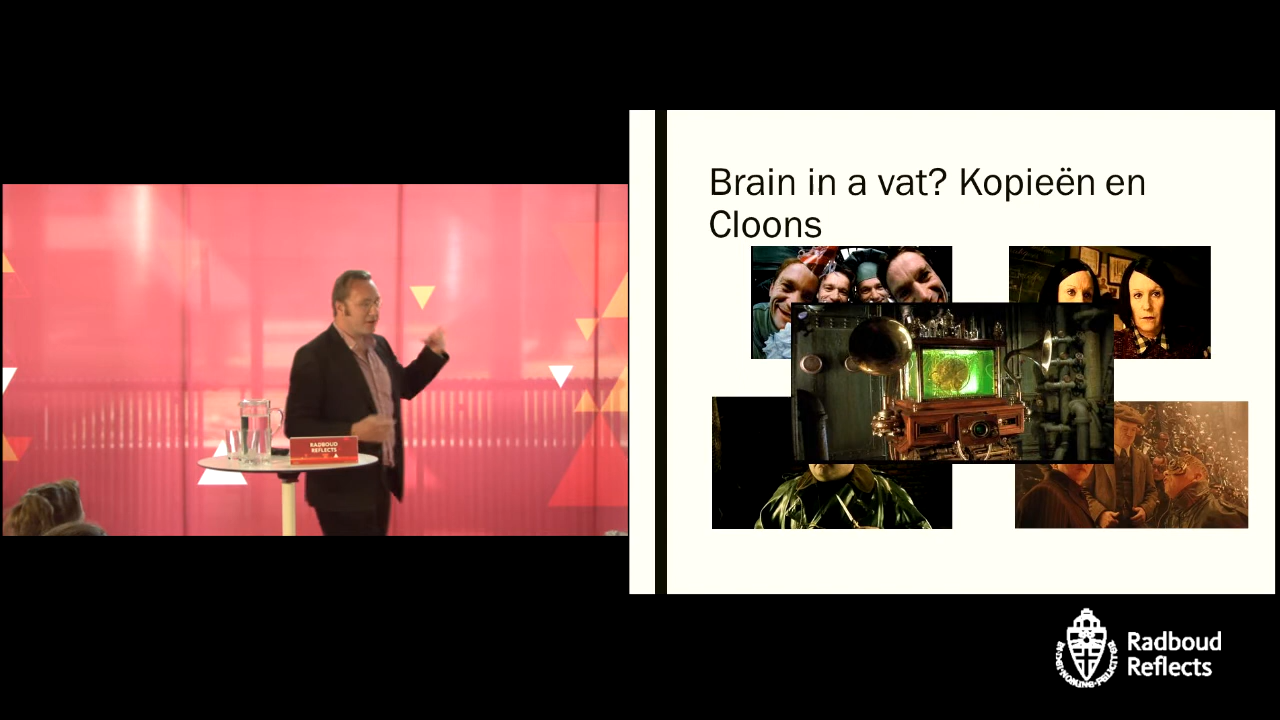 Brain in a vat? Kopieën en
Cloons
RADBOUD
REFLECTS
Radboud
Reflects